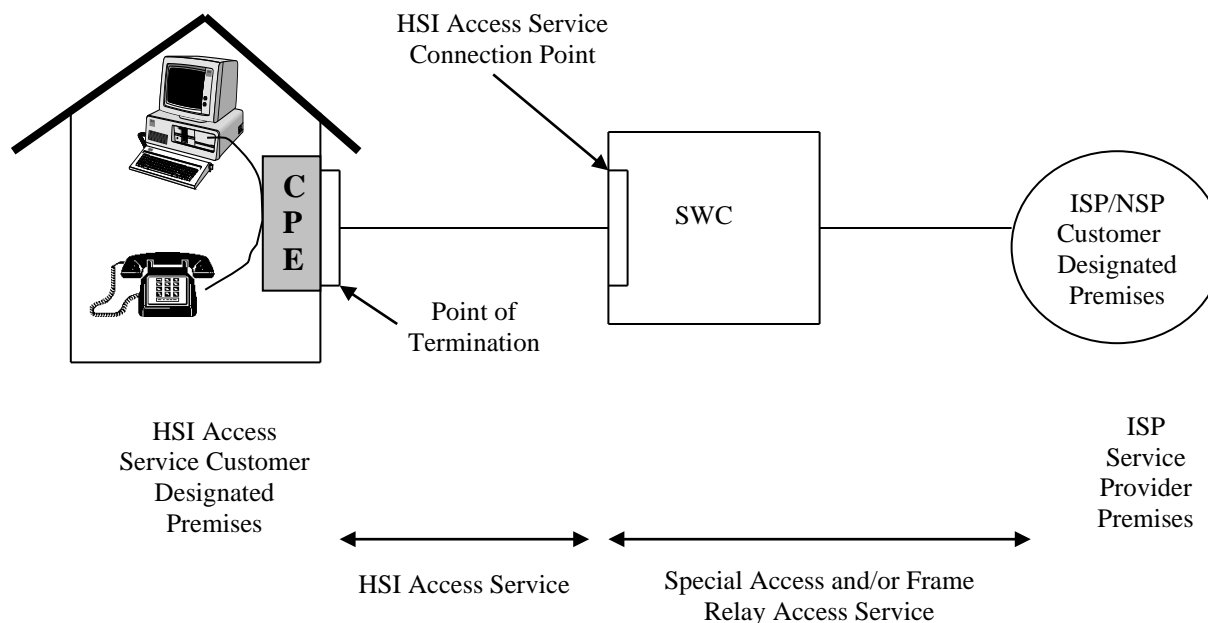 HSI Access Service
Connection Point
C
P
E
SWC
ISP/NSP
Customer
Designated
Premises
Point of
Termination
HSI Access
Service Customer
Designated
Premises
ISP
Service
Provider
Premises
HSI Access Service
Special Access and/or Frame
Relay Access Service